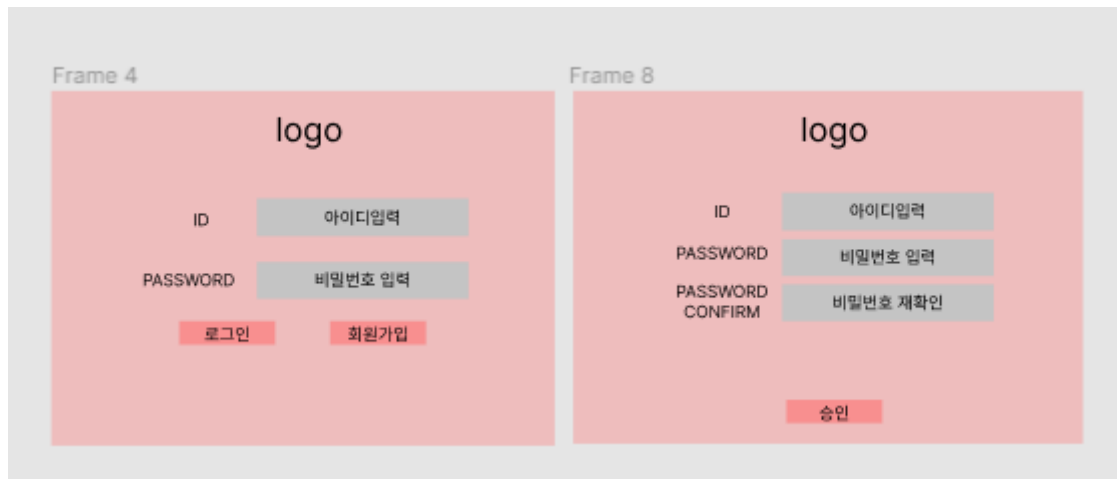 Frame 4
logo
ID
아이디입력
PASSWORD
비밀번호 입력
로그인
회원가입
Frame 8
logo
ID
아이디입력
PASSWORD
비밀번호 입력
PASSWORD
CONFIRM
비밀번호 재확인
승인